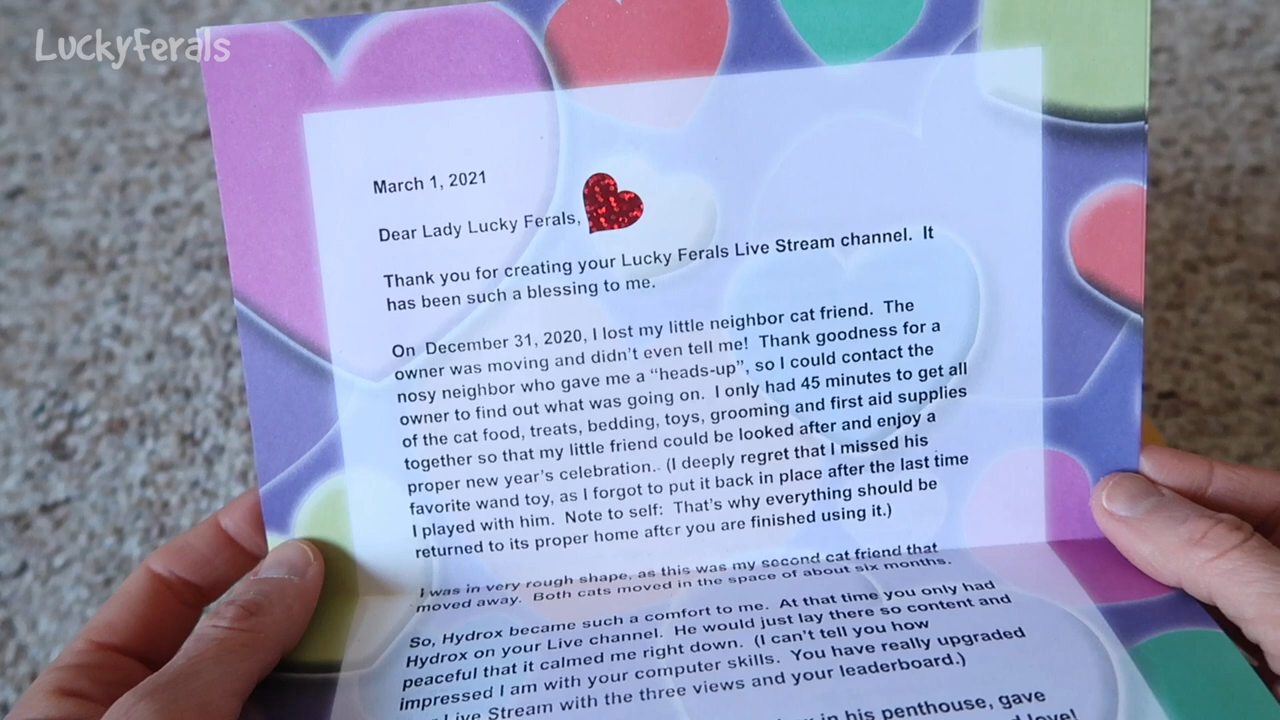 LuckyFerals
March 1, 2021
Dear Lady Lucky Ferals,
Thank you for creating your Lucky Ferals Live Stream channel. It
has been such a blessing to me.
On December 31, 2020, I lost my little neighbor cat friend. The
owner was moving and didn't even tell me! Thank goodness for a
nosy neighbor who gave me a "heads-up", so I could contact the
owner to find out what was going on. I only had 45 minutes to get all
of the cat food, treats, bedding, toys, grooming and first aid supplies
together so that my little friend could be looked after and enjoy a
proper new year's celebration. (I deeply regret that I missed his
favorite wand toy, as I forgot to put it back in place after the last time
I played with him. Note to self: That's why everything should be
returned to its proper home after you are finished using it.)
I was in very rough shape, as this was my second cat friend that
moved away. Both cats moved in the space of about six months.
So, Hydrox became such a comfort to me. At that time you only had
Hydrox on your Live channel. He would just lay there so content and
peaceful that it calmed me right down. (I can't tell you how
impressed I am with your computer skills. You have really upgraded
Live Stream with the three views and your leaderboard.)
in his penthouse, gave
love!